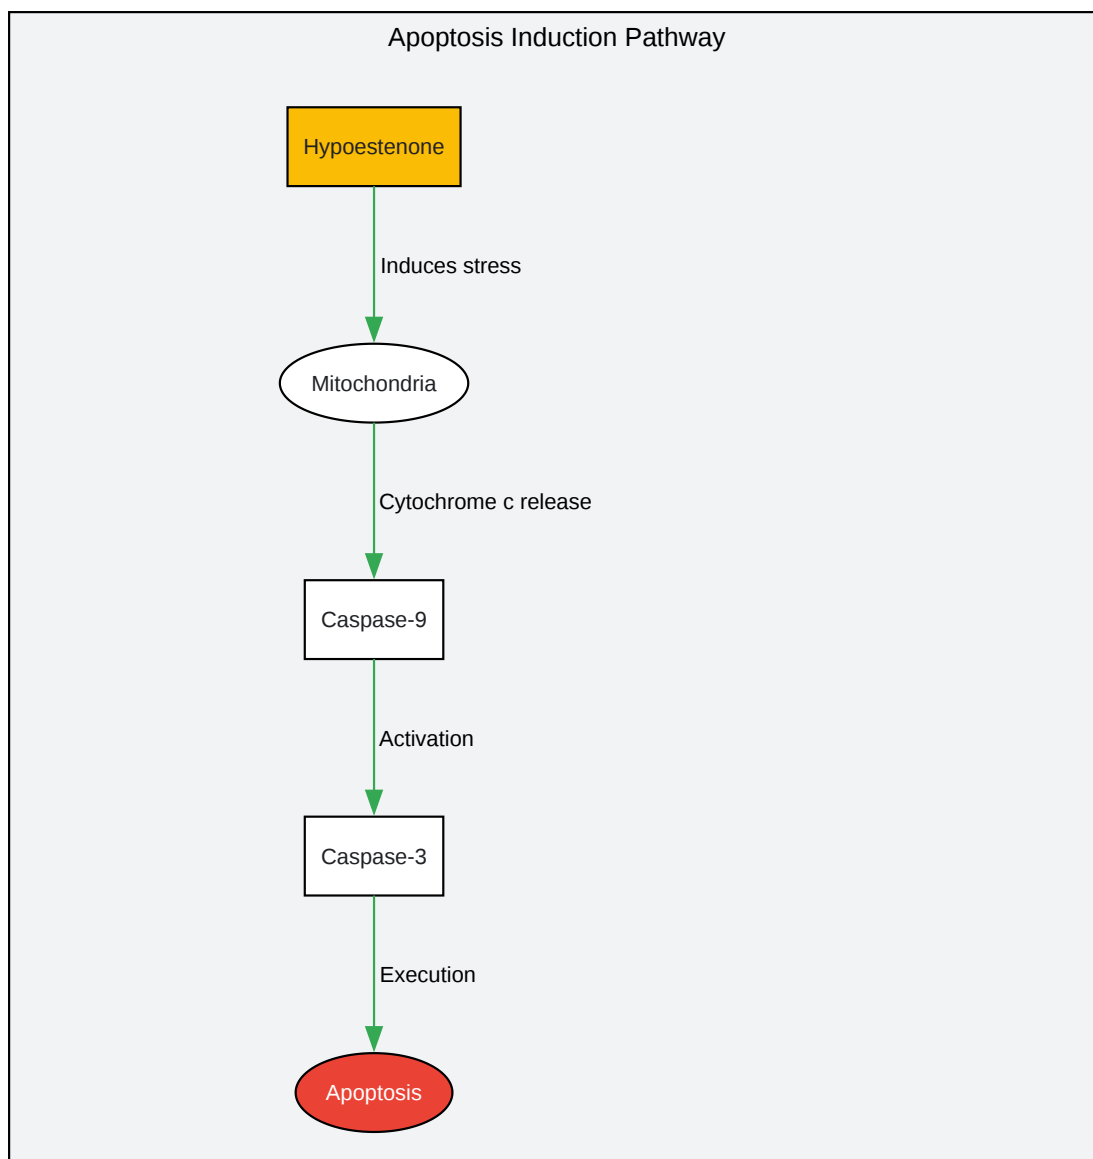 Apoptosis Induction Pathway
Hypoestenone
Induces stress
Mitochondria
Cytochrome c release
Caspase-9
Activation
Caspase-3
Execution
Apoptosis